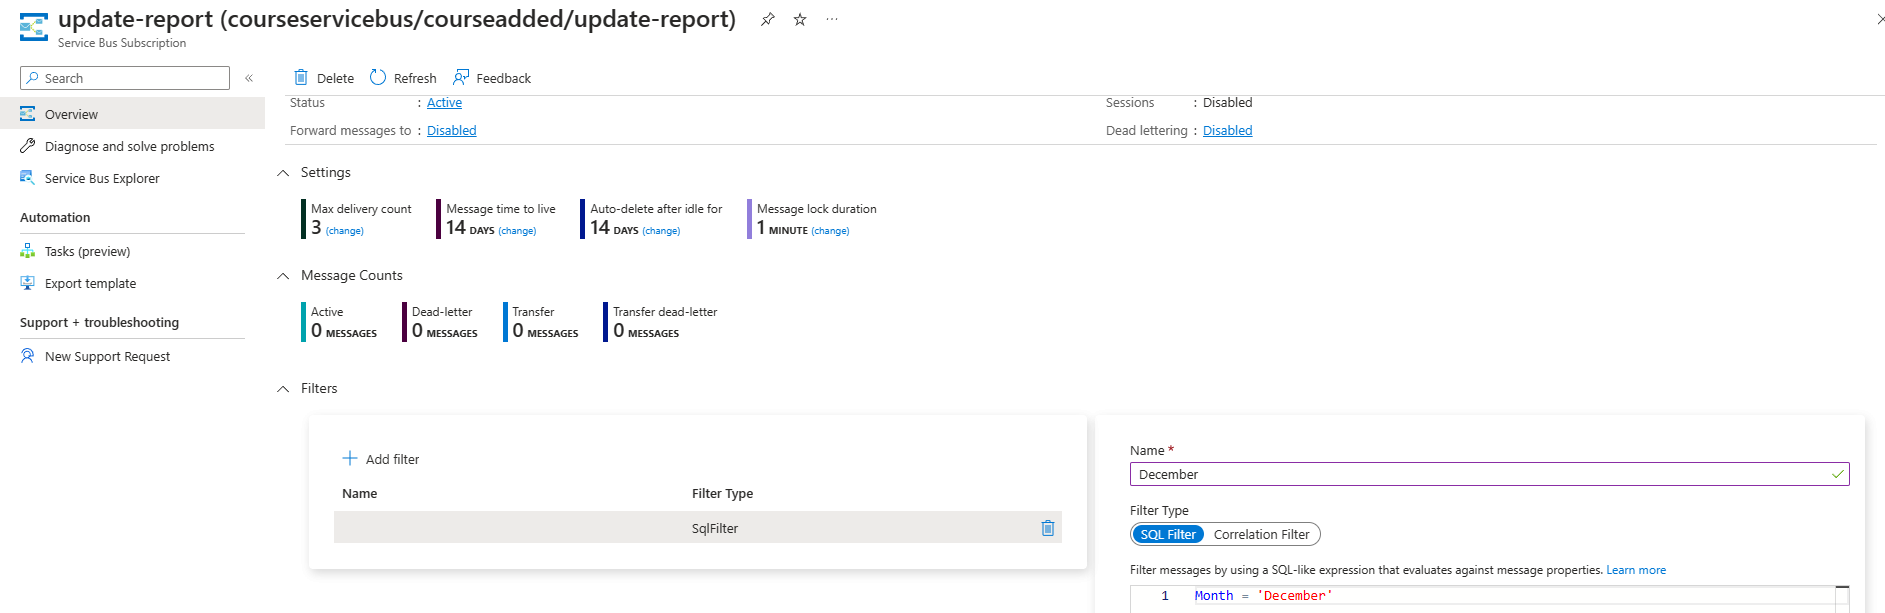 update-report (courseservicebus/courseadded/update-report)
Service Bus Subscription
Search
«
Delete Refresh Feedback
Overview
Diagnose and solve problems
Service Bus Explorer
Automation
Tasks (preview)
Export template
Support + troubleshooting
New Support Request
Status : Active
Sessions : Disabled
Forward messages to : Disabled
Dead lettering : Disabled
Settings
Max delivery count
3 (change)
Message time to live
14 DAYS (change)
Auto-delete after idle for
14 DAYS (change)
Message lock duration
1 MINUTE (change)
Message Counts
Active
0 MESSAGES
Dead-letter
0 MESSAGES
Transfer
0 MESSAGES
Transfer dead-letter
0 MESSAGES
Filters
Add filter
Name Filter Type
SqlFilter
Name *
December
Filter Type
SQL Filter Correlation Filter
Filter messages by using a SQL-like expression that evaluates against message properties. Learn more
1 Month = 'December'